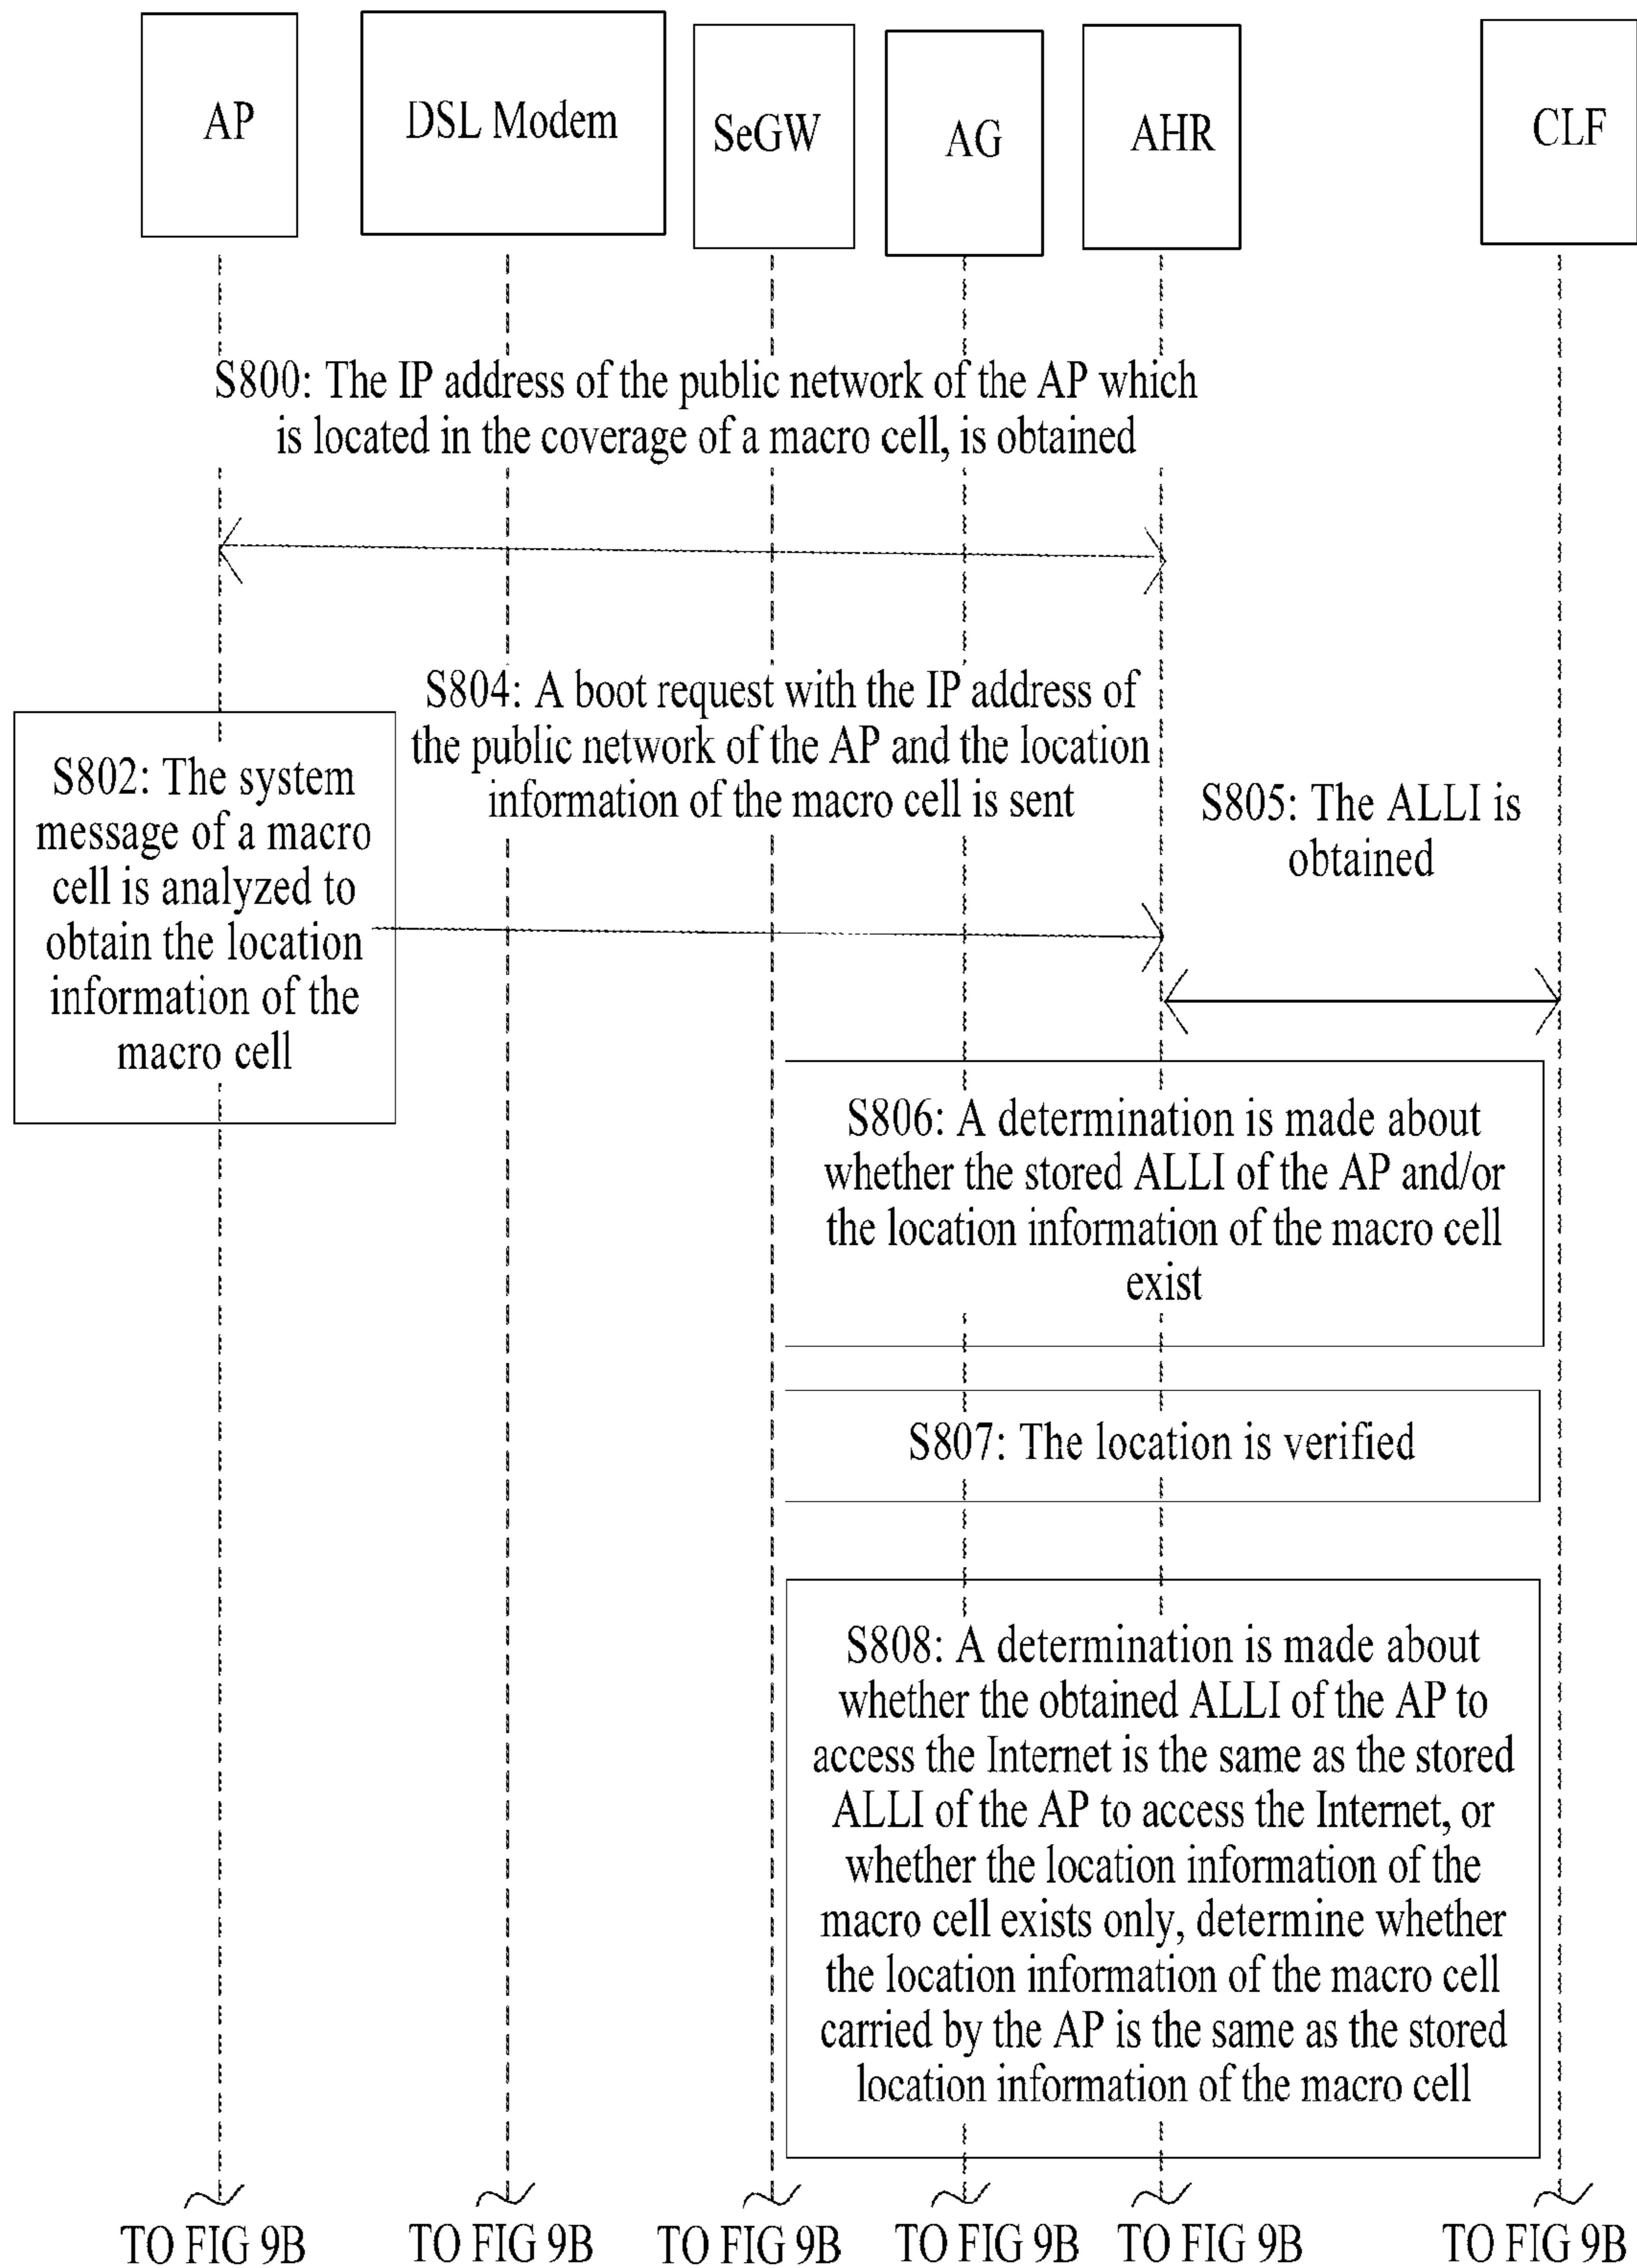 AP
DSL Modem
SeGW
AG
AHR
CLF
S800: The IP address of the public network of the AP which
is located in the coverage of a macro cell, is obtained
S804: A boot request with the IP address of
the public network of the AP and the location
information of the macro cell is sent
S802: The system
message of a macro
cell is analyzed to
obtain the location
information of the
macro cell
S805: The ALLI is
obtained
S806: A determination is made about
whether the stored ALLI of the AP and/or
the location information of the macro cell
exist
S807: The location is verified
S808: A determination is made about
whether the obtained ALLI of the AP to
access the Internet is the same as the stored
ALLI of the AP to access the Internet, or
whether the location information of the
macro cell exists only, determine whether
the location information of the macro cell
carried by the AP is the same as the stored
location information of the macro cell
TO FIG 9B
TO FIG 9B
TO FIG 9B
TO FIG 9B
TO FIG 9B
TO FIG 9B